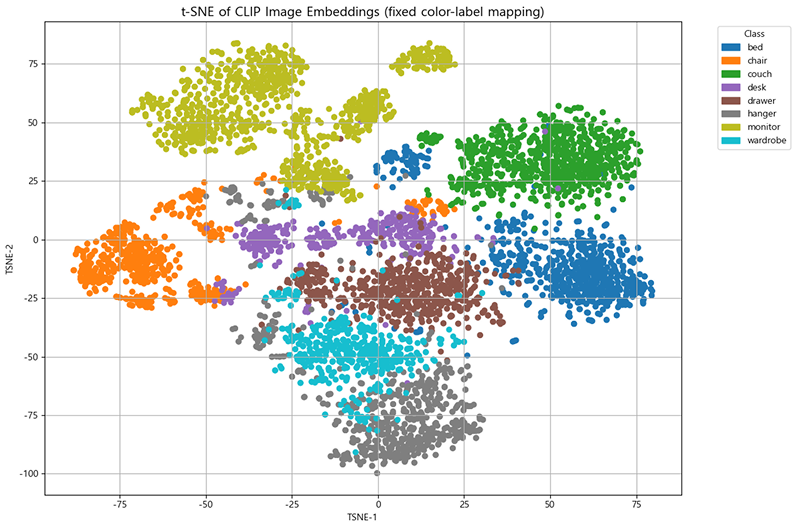 t-SNE of CLIP Image Embeddings (fixed color-label mapping)
Class
bed
chair
couch
desk
drawer
hanger
monitor
wardrobe
75
50
25
0
-25
-50
-75
-100
TSNE-2
-75
-50
-25
0
25
50
75
TSNE-1